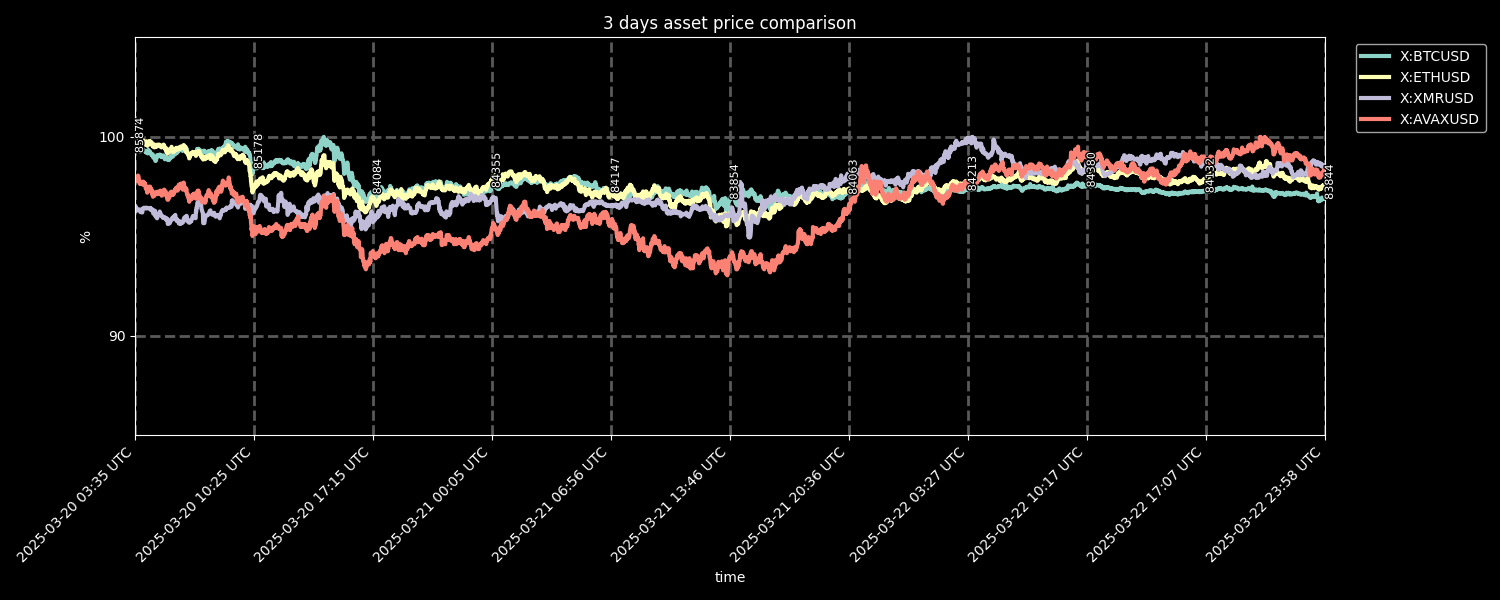 3 days asset price comparison
X:BTCUSD
X:ETHUSD
X:XMRUSD
X:AVAXUSD
100
90
%
85874
85178
84084
84355
84147
83854
84063
84213
84380
84132
83844
2025-03-20 03:35 UTC
2025-03-20 10:25 UTC
2025-03-20 17:15 UTC
2025-03-21 00:05 UTC
2025-03-21 06:56 UTC
2025-03-21 13:46 UTC
2025-03-21 20:36 UTC
2025-03-22 03:27 UTC
2025-03-22 10:17 UTC
2025-03-22 17:07 UTC
2025-03-22 23:58 UTC
time